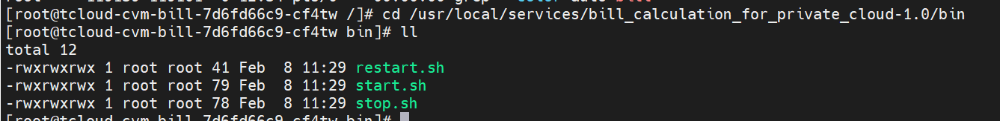 [root@tcloud-cvm-bill-7d6fd66c9-cf4tw /]# cd /usr/local/services/bill_calculation_for_private_cloud-1.0/bin
[root@tcloud-cvm-bill-7d6fd66c9-cf4tw bin]# ll
total 12
-rwxrwxrwx 1 root root 41 Feb  8 11:29 restart.sh
-rwxrwxrwx 1 root root 79 Feb  8 11:29 start.sh
-rwxrwxrwx 1 root root 78 Feb  8 11:29 stop.sh
[root@tcloud-cvm-bill-7d6fd66c9-cf4tw bin]#